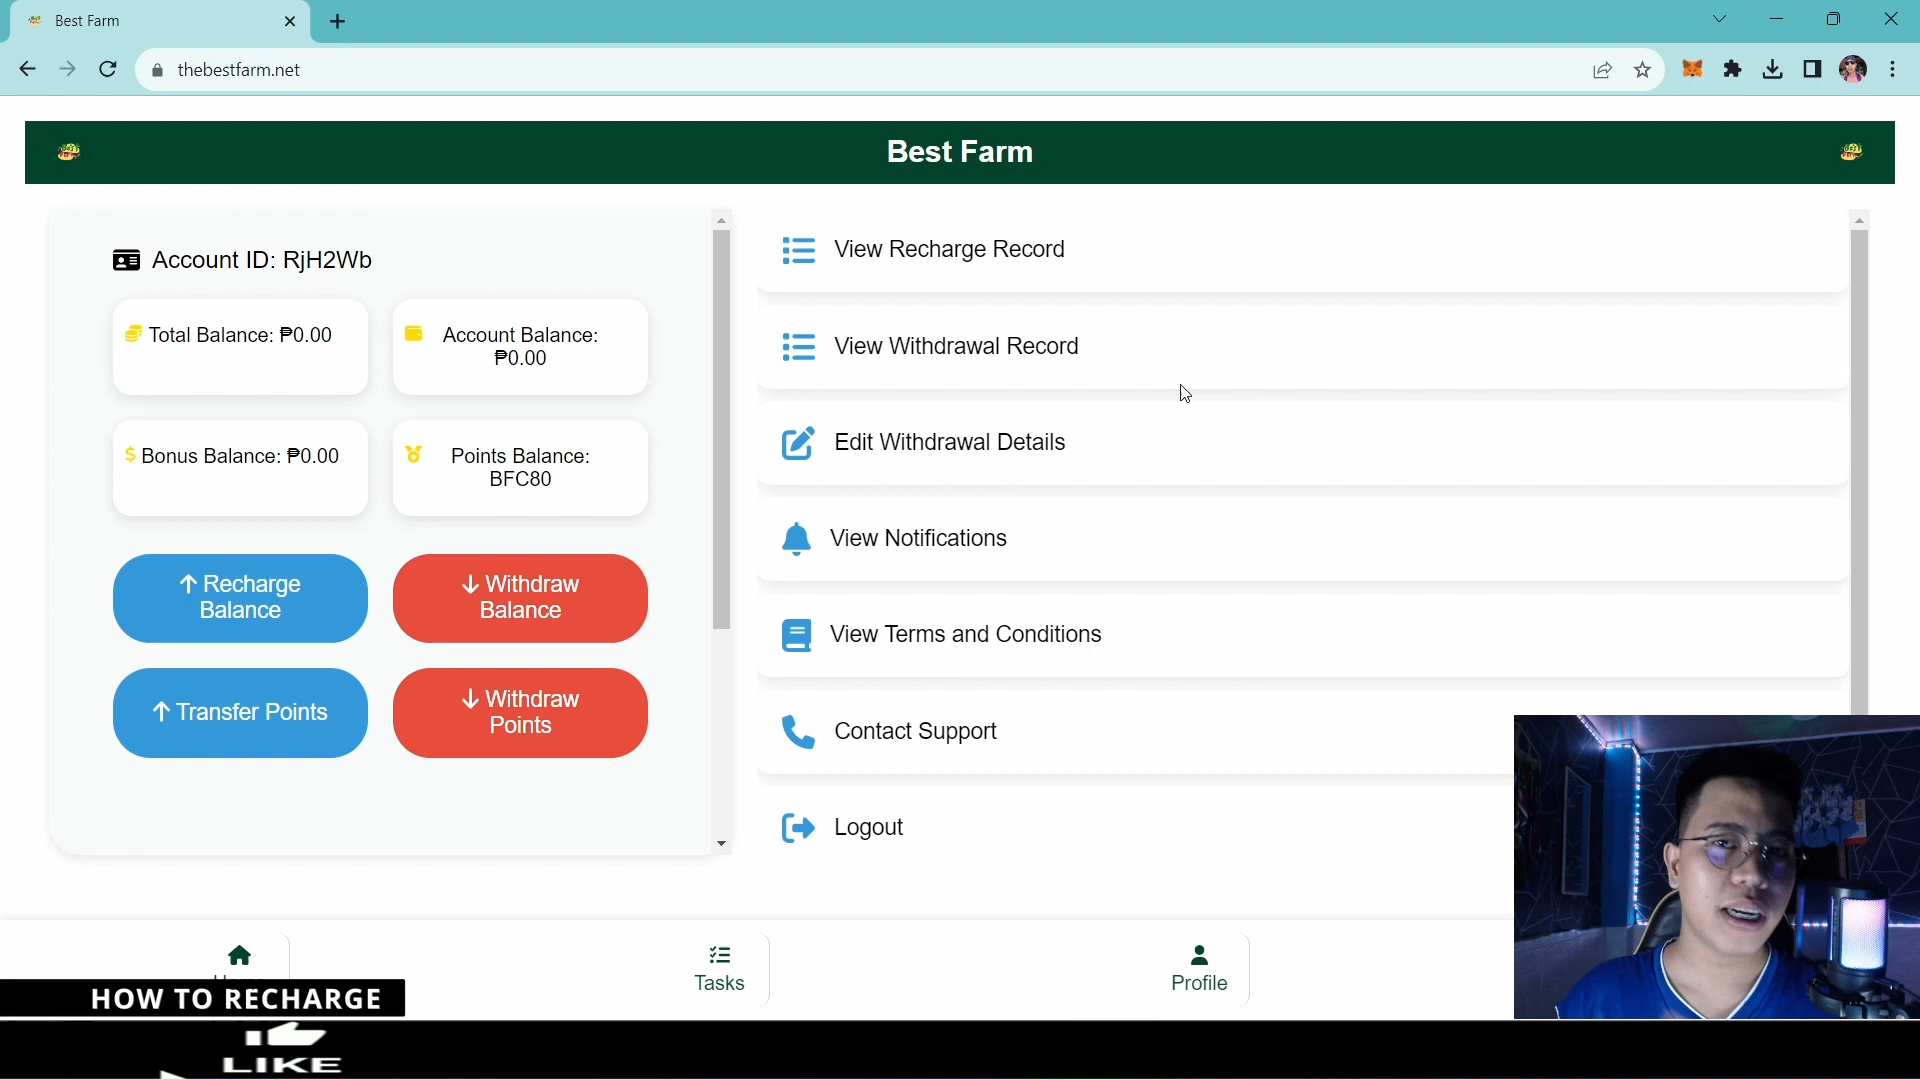 Best Farm
thebestfarm.net
Best Farm
Account ID: RjH2Wb
Total Balance: ₱0.00
Account Balance:
₱0.00
Bonus Balance: ₱0.00
Points Balance:
BFC80
Recharge
Balance
Withdraw
Balance
Transfer Points
Withdraw
Points
View Recharge Record
View Withdrawal Record
Edit Withdrawal Details
View Notifications
View Terms and Conditions
Contact Support
Logout
Tasks
Profile
HOW TO RECHARGE
LIKE